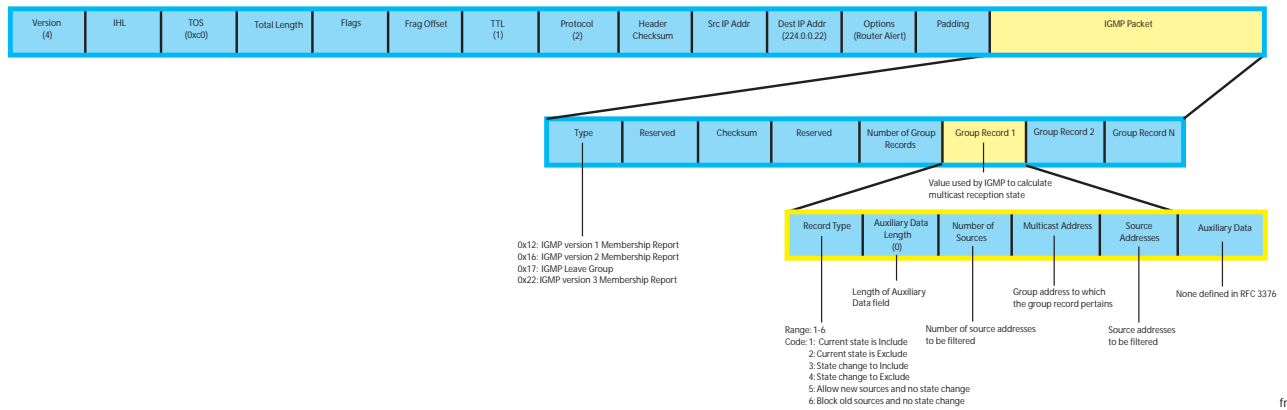 Version
(4)
IHL
TOS
(0xc0)
Total Length
Flags
Frag Offset
TTL
(1)
Protocol
(2)
Header
Checksum
Src IP Addr
Dest IP Addr
(224.0.0.22)
Options
(Router Alert)
Padding
IGMP Packet
Type
Reserved
Checksum
Reserved
Number of Group
Records
Group Record 1
Group Record 2
Group Record N
Value used by IGMP to calculate
multicast reception state
Record Type
Auxiliary Data
Length
(0)
Number of
Sources
Multicast Address
Source
Addresses
Auxiliary Data
0x12: IGMP version 1 Membership Report
0x16: IGMP version 2 Membership Report
0x17: IGMP Leave Group
0x22: IGMP version 3 Membership Report
Length of Auxiliary
Data field
Group address to which
the group record pertains
None defined in RFC 3376
Range: 1-6
Code: 1: Current state is Include
2: Current state is Exclude
3: State change to Include
4: State change to Exclude
5: Allow new sources and no state change
6: Block old sources and no state change
Number of source addresses
to be filtered
Source addresses
to be filtered